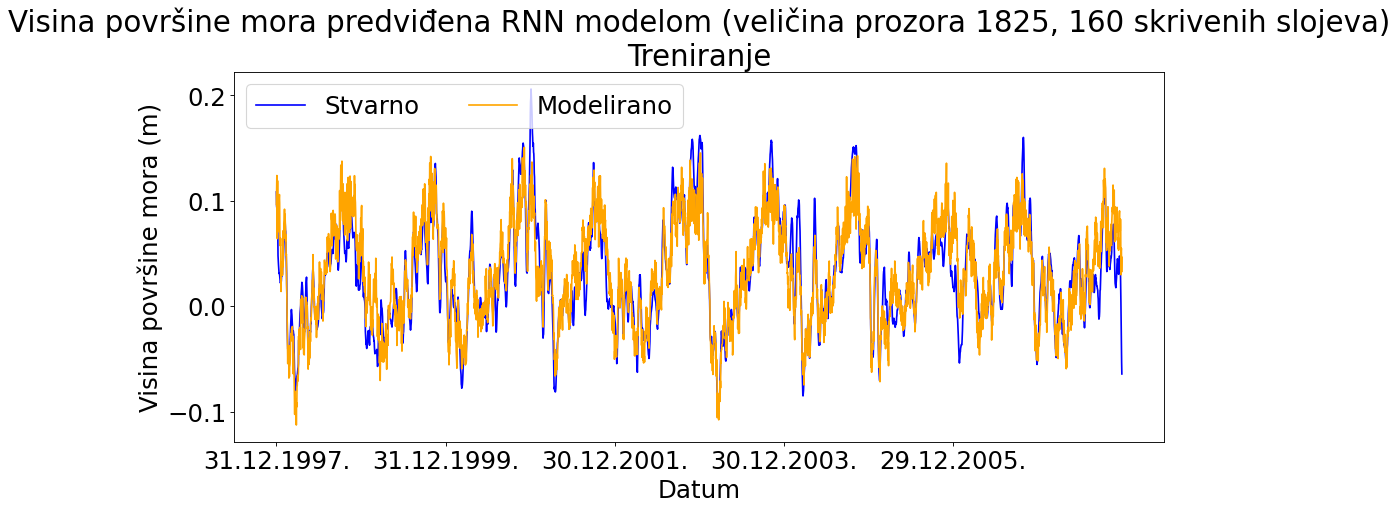 Visina površine mora predviđena RNN modelom (veličina prozora 1825, 160 skrivenih slojeva)
Treniranje
Stvarno
Modelirano
Visina površine mora (m)
0.2
0.1
0.0
−0.1
31.12.1997.
31.12.1999.
30.12.2001.
30.12.2003.
29.12.2005.
Datum